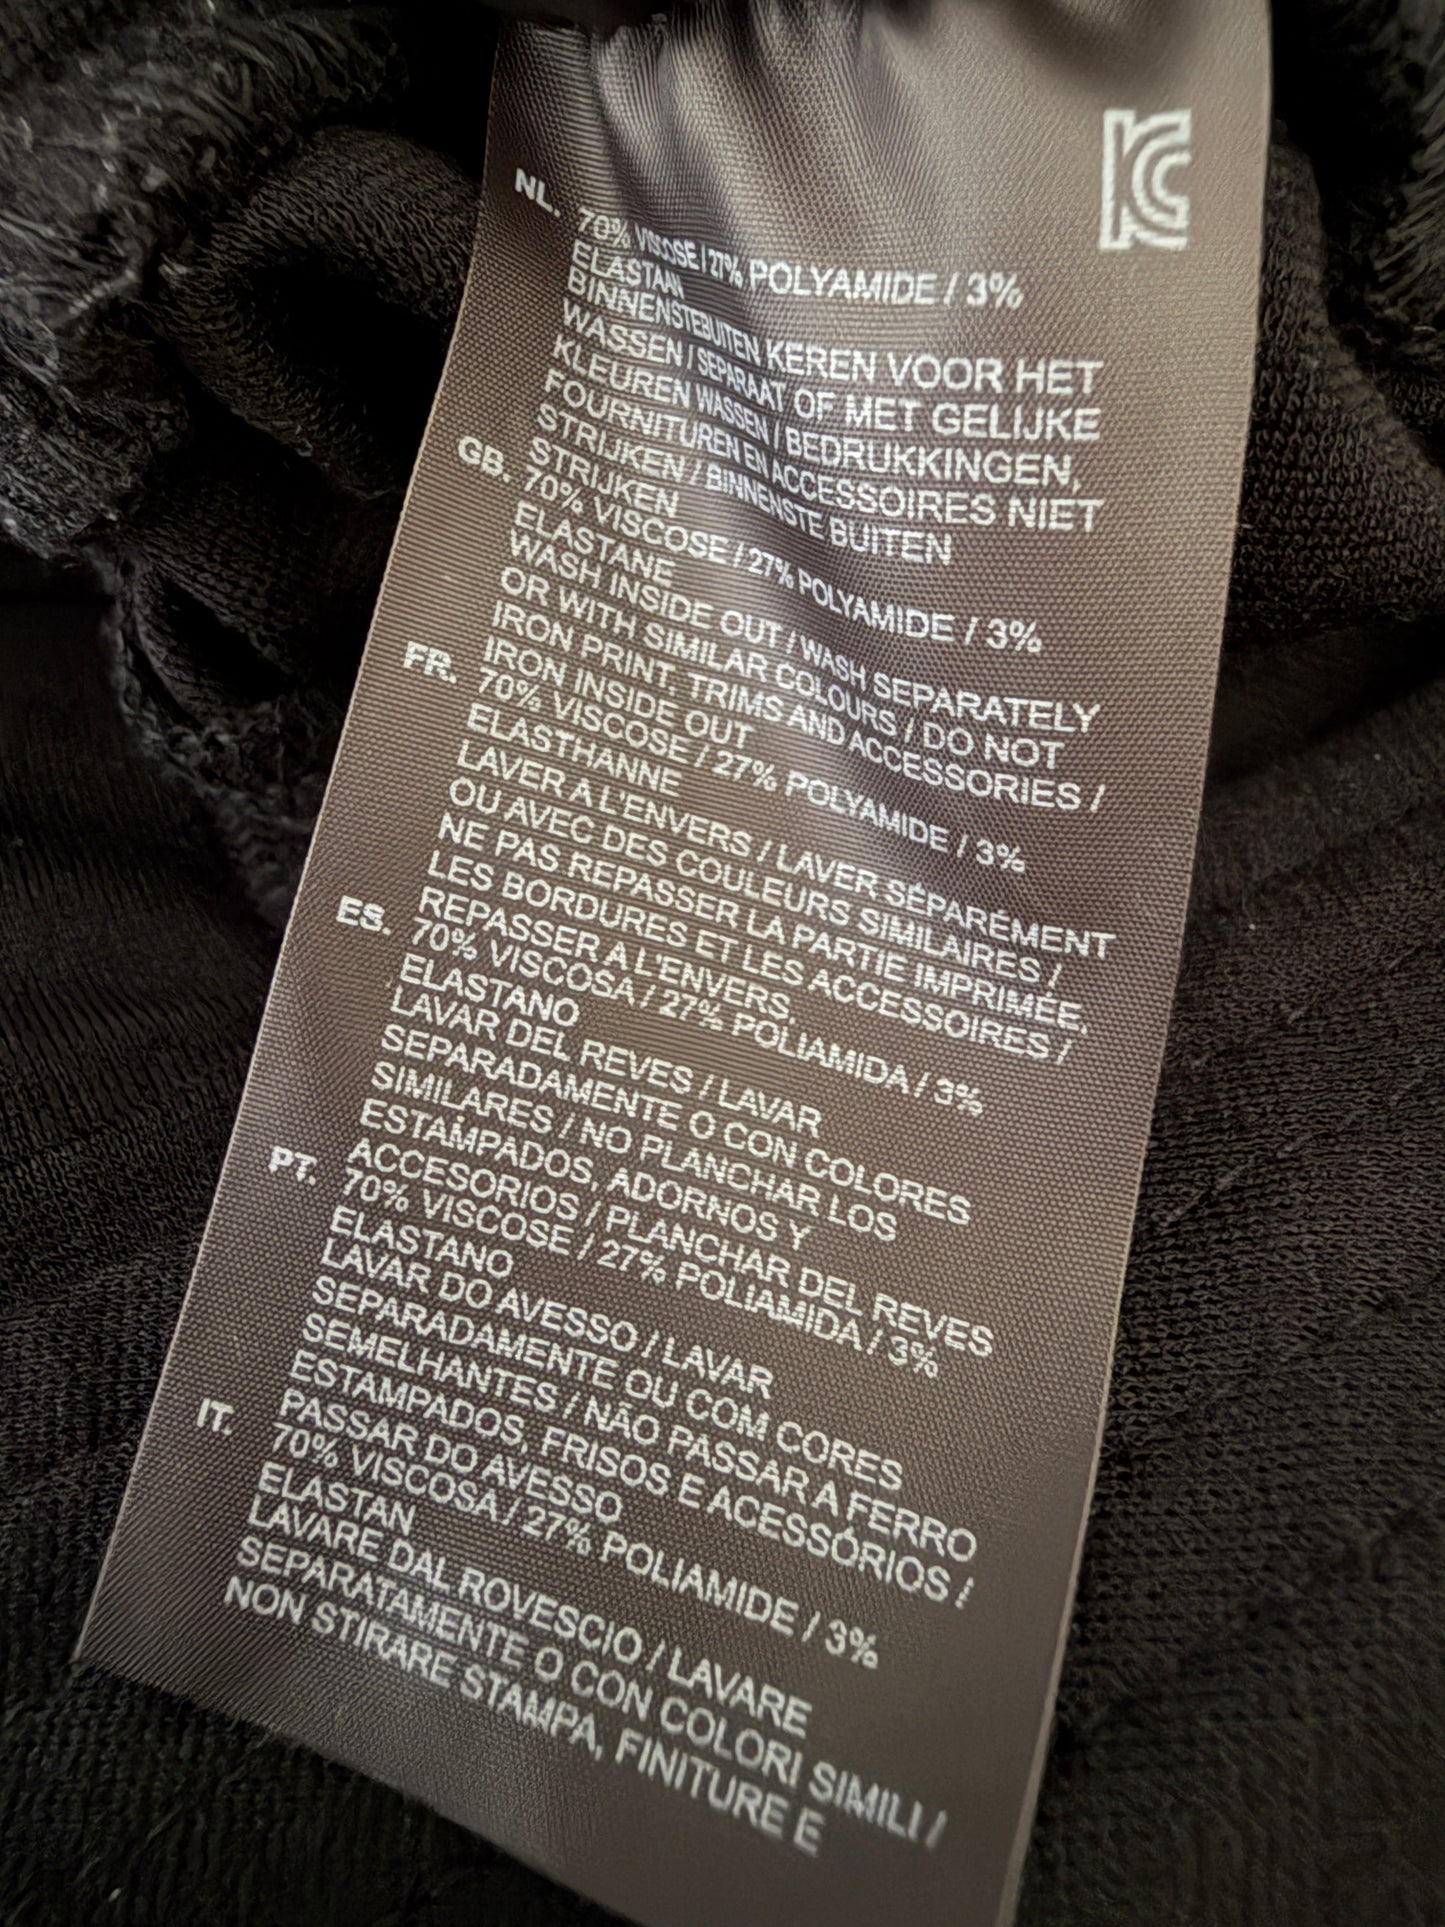 KC
NL. 70% VISCOSE / 27% POLYAMIDE / 3%
ELASTAN
BINNENSTEBUITEN KEREN VOOR HET
WASSEN / SEPARAAT OF MET GELIJKE
KLEUREN WASSEN / BEDRUKKINGEN,
FOURNITUREN EN ACCESSOIRES NIET
STRIJKEN / BINNENSTE BUITEN
STRIJKEN
GB. 70% VISCOSE / 27% POLYAMIDE / 3%
ELASTANE
WASH INSIDE OUT / WASH SEPARATELY
OR WITH SIMILAR COLOURS / DO NOT
IRON PRINT, TRIMS AND ACCESSORIES /
IRON INSIDE OUT
FR. 70% VISCOSE / 27% POLYAMIDE / 3%
ELASTHANNE
LAVER A L'ENVERS / LAVER SÉPARÉMENT
OU AVEC DES COULEURS SIMILAIRES /
NE PAS REPASSER LA PARTIE IMPRIMÉE,
LES BORDURES ET LES ACCESSOIRES /
REPASSER A L'ENVERS,
ES. 70% VISCOSA / 27% POLIAMIDA / 3%
ELASTANO
LAVAR DEL REVES / LAVAR
SEPARADAMENTE O CON COLORES
SIMILARES / NO PLANCHAR LOS
ESTAMPADOS, ADORNOS Y
ACCESORIOS / PLANCHAR DEL REVES
PT. 70% VISCOSE / 27% POLIAMIDA / 3%
ELASTANO
LAVAR DO AVESSO / LAVAR
SEPARADAMENTE OU COM CORES
SEMELHANTES / NÃO PASSAR A FERRO
ESTAMPADOS, FRISOS E ACESSÓRIOS /
PASSAR DO AVESSO
IT. 70% VISCOSA / 27% POLIAMIDE / 3%
ELASTAN
LAVARE DAL ROVESCIO / LAVARE
SEPARATAMENTE O CON COLORI SIMILI /
NON STIRARE STAMPA, FINITURE E